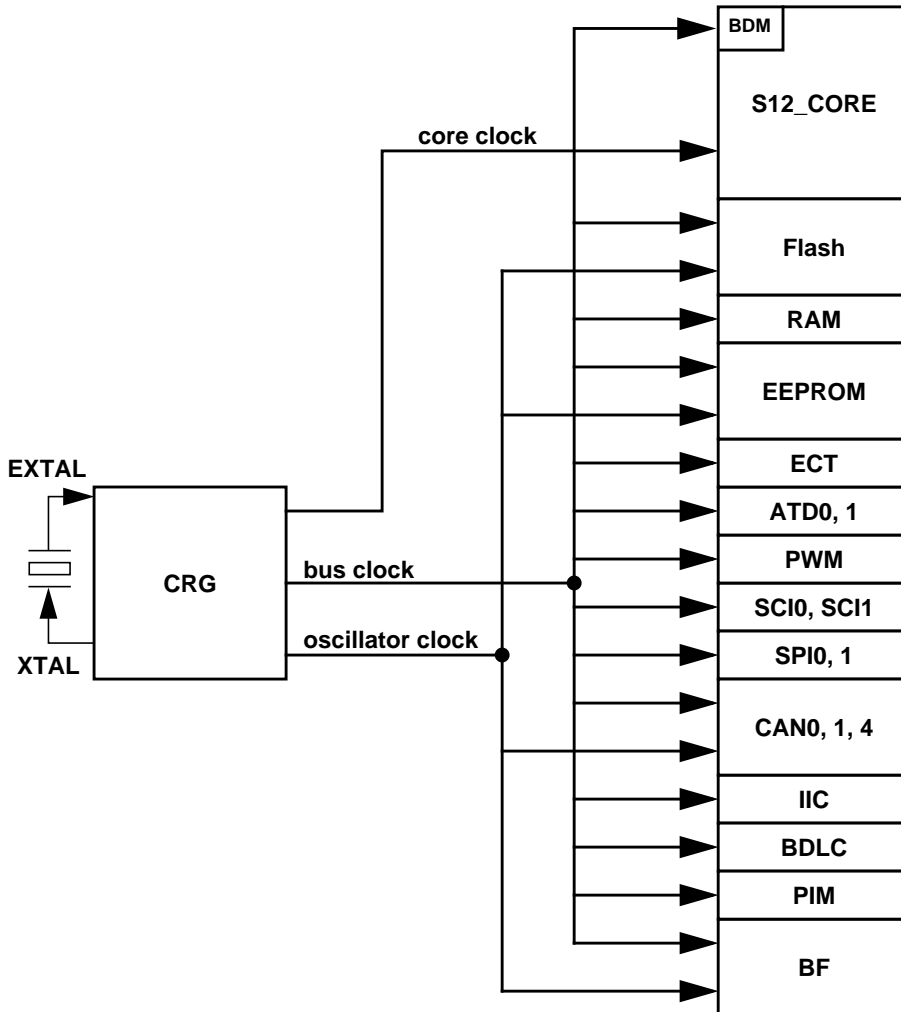 BDM
S12_CORE
core clock
Flash
RAM
EEPROM
ECT
EXTAL
ATD0, 1
PWM
bus clock
CRG
SCI0, SCI1
oscillator clock
SPI0, 1
XTAL
CAN0, 1, 4
IIC
BDLC
PIM
BF